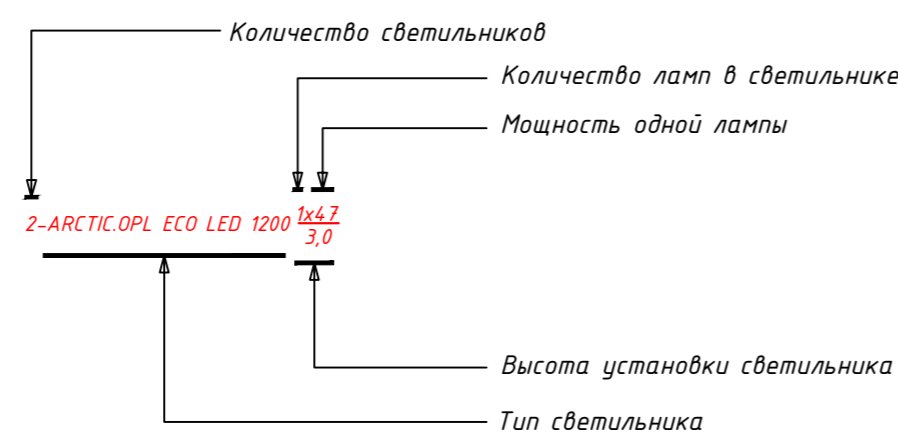 Количество светильников
Количество ламп в светильнике
Мощность одной лампы
2-ARCTIC.OPL ECO LED 1200 1x47
3,0
Высота установки светильника
Тип светильника